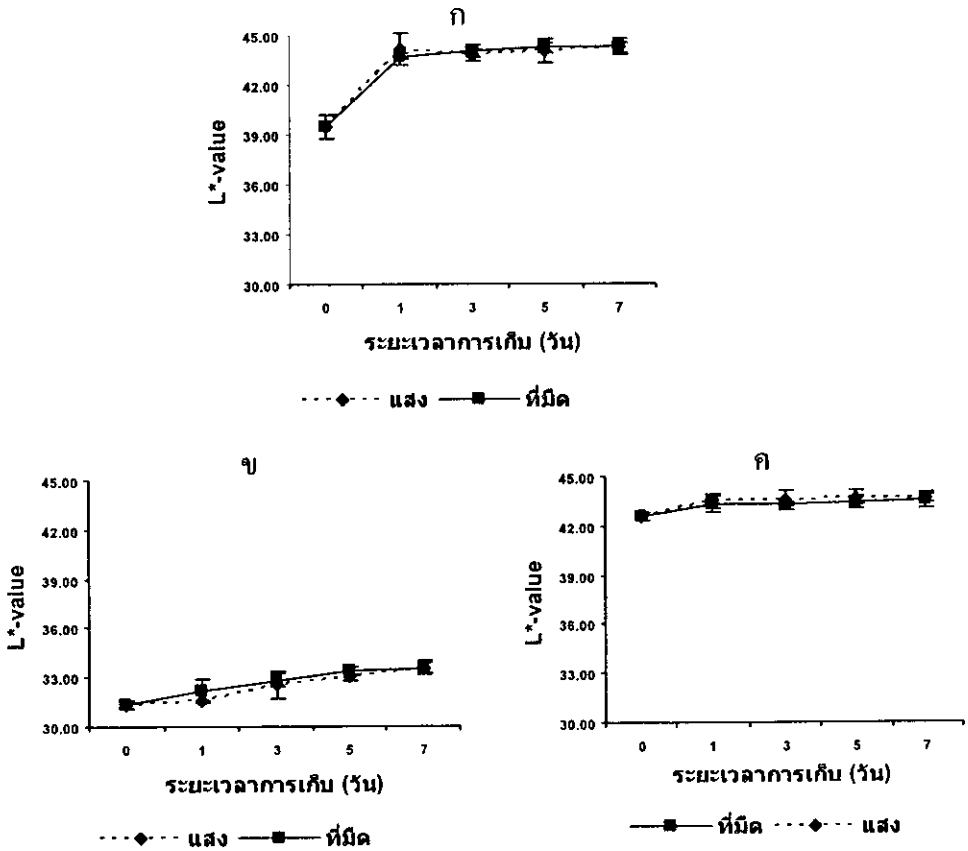 ก
45.00
42.00
39.00
36.00
33.00
30.00
L*-value
0 1 3 5 7
ระยะเวลาการเก็บ (วัน)
แสง ที่มืด
ข
45.00
42.00
39.00
36.00
33.00
30.00
L*-value
0 1 3 5 7
ระยะเวลาการเก็บ (วัน)
แสง ที่มืด
ค
45.00
42.00
39.00
36.00
33.00
30.00
L*-value
0 1 3 5 7
ระยะเวลาการเก็บ (วัน)
ที่มืด แสง